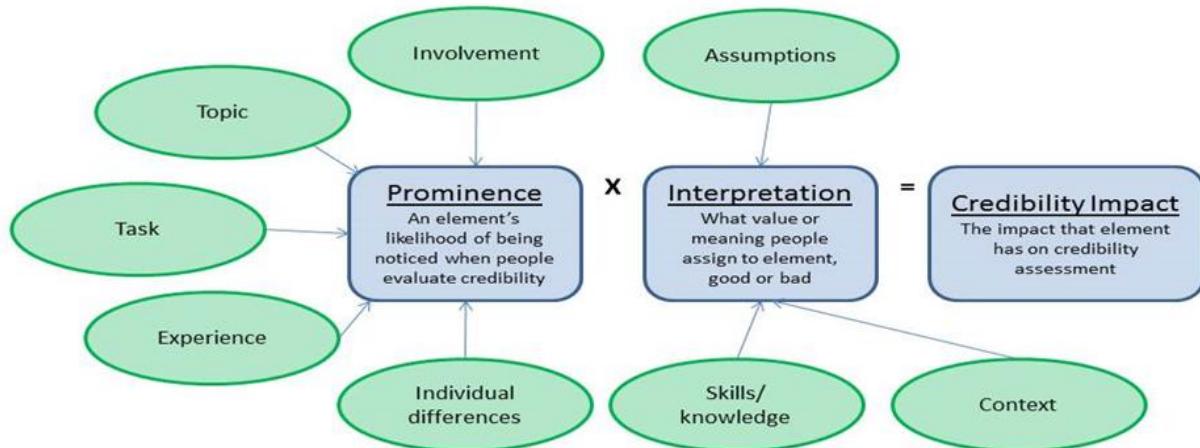 Involvement
Assumptions
Topic
Prominence
An element's
likelihood of being
noticed when people
evaluate credibility
X
Interpretation
What value or
meaning people
assign to element,
good or bad
=
Credibility Impact
The impact that element
has on credibility
assessment
Task
Experience
Individual
differences
Skills/
knowledge
Context